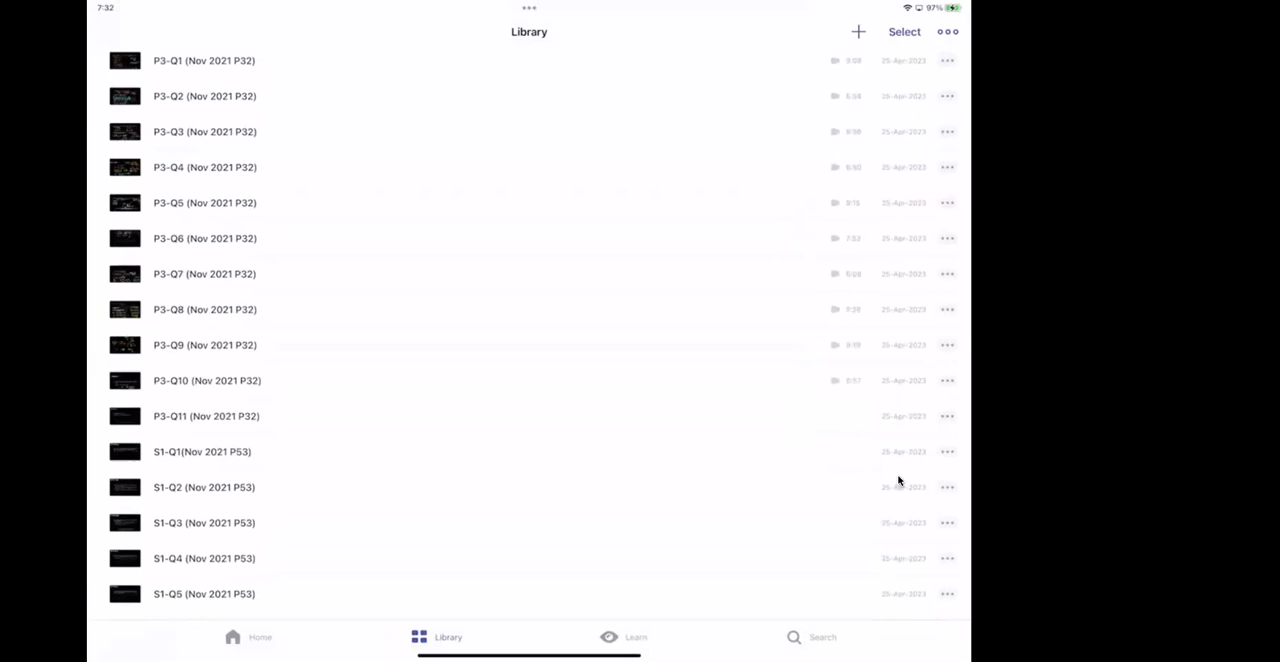 7:32
97%
Library
Select
P3-Q1 (Nov 2021 P32) 25-Apr-2023
P3-Q2 (Nov 2021 P32) 25-Apr-2023
P3-Q3 (Nov 2021 P32) 25-Apr-2023
P3-Q4 (Nov 2021 P32) 25-Apr-2023
P3-Q5 (Nov 2021 P32) 25-Apr-2023
P3-Q6 (Nov 2021 P32) 7:52 25-Apr-2023
P3-Q7 (Nov 2021 P32) 25-Apr-2023
P3-Q8 (Nov 2021 P32) 25-Apr-2023
P3-Q9 (Nov 2021 P32) 25-Apr-2023
P3-Q10 (Nov 2021 P32) 25-Apr-2023
P3-Q11 (Nov 2021 P32) 25-Apr-2023
S1-Q1(Nov 2021 P53) 25-Apr-2023
S1-Q2 (Nov 2021 P53) 25-Apr-2023
S1-Q3 (Nov 2021 P53) 25-Apr-2023
S1-Q4 (Nov 2021 P53) 25-Apr-2023
S1-Q5 (Nov 2021 P53) 25-Apr-2023
Home Library Learn Search